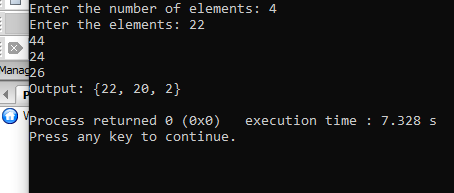 Enter the number of elements: 4
Enter the elements: 22
44
24
26
Output: {22, 20, 2}
Process returned 0 (0x0)   execution time : 7.328 s
Press any key to continue.
Manag